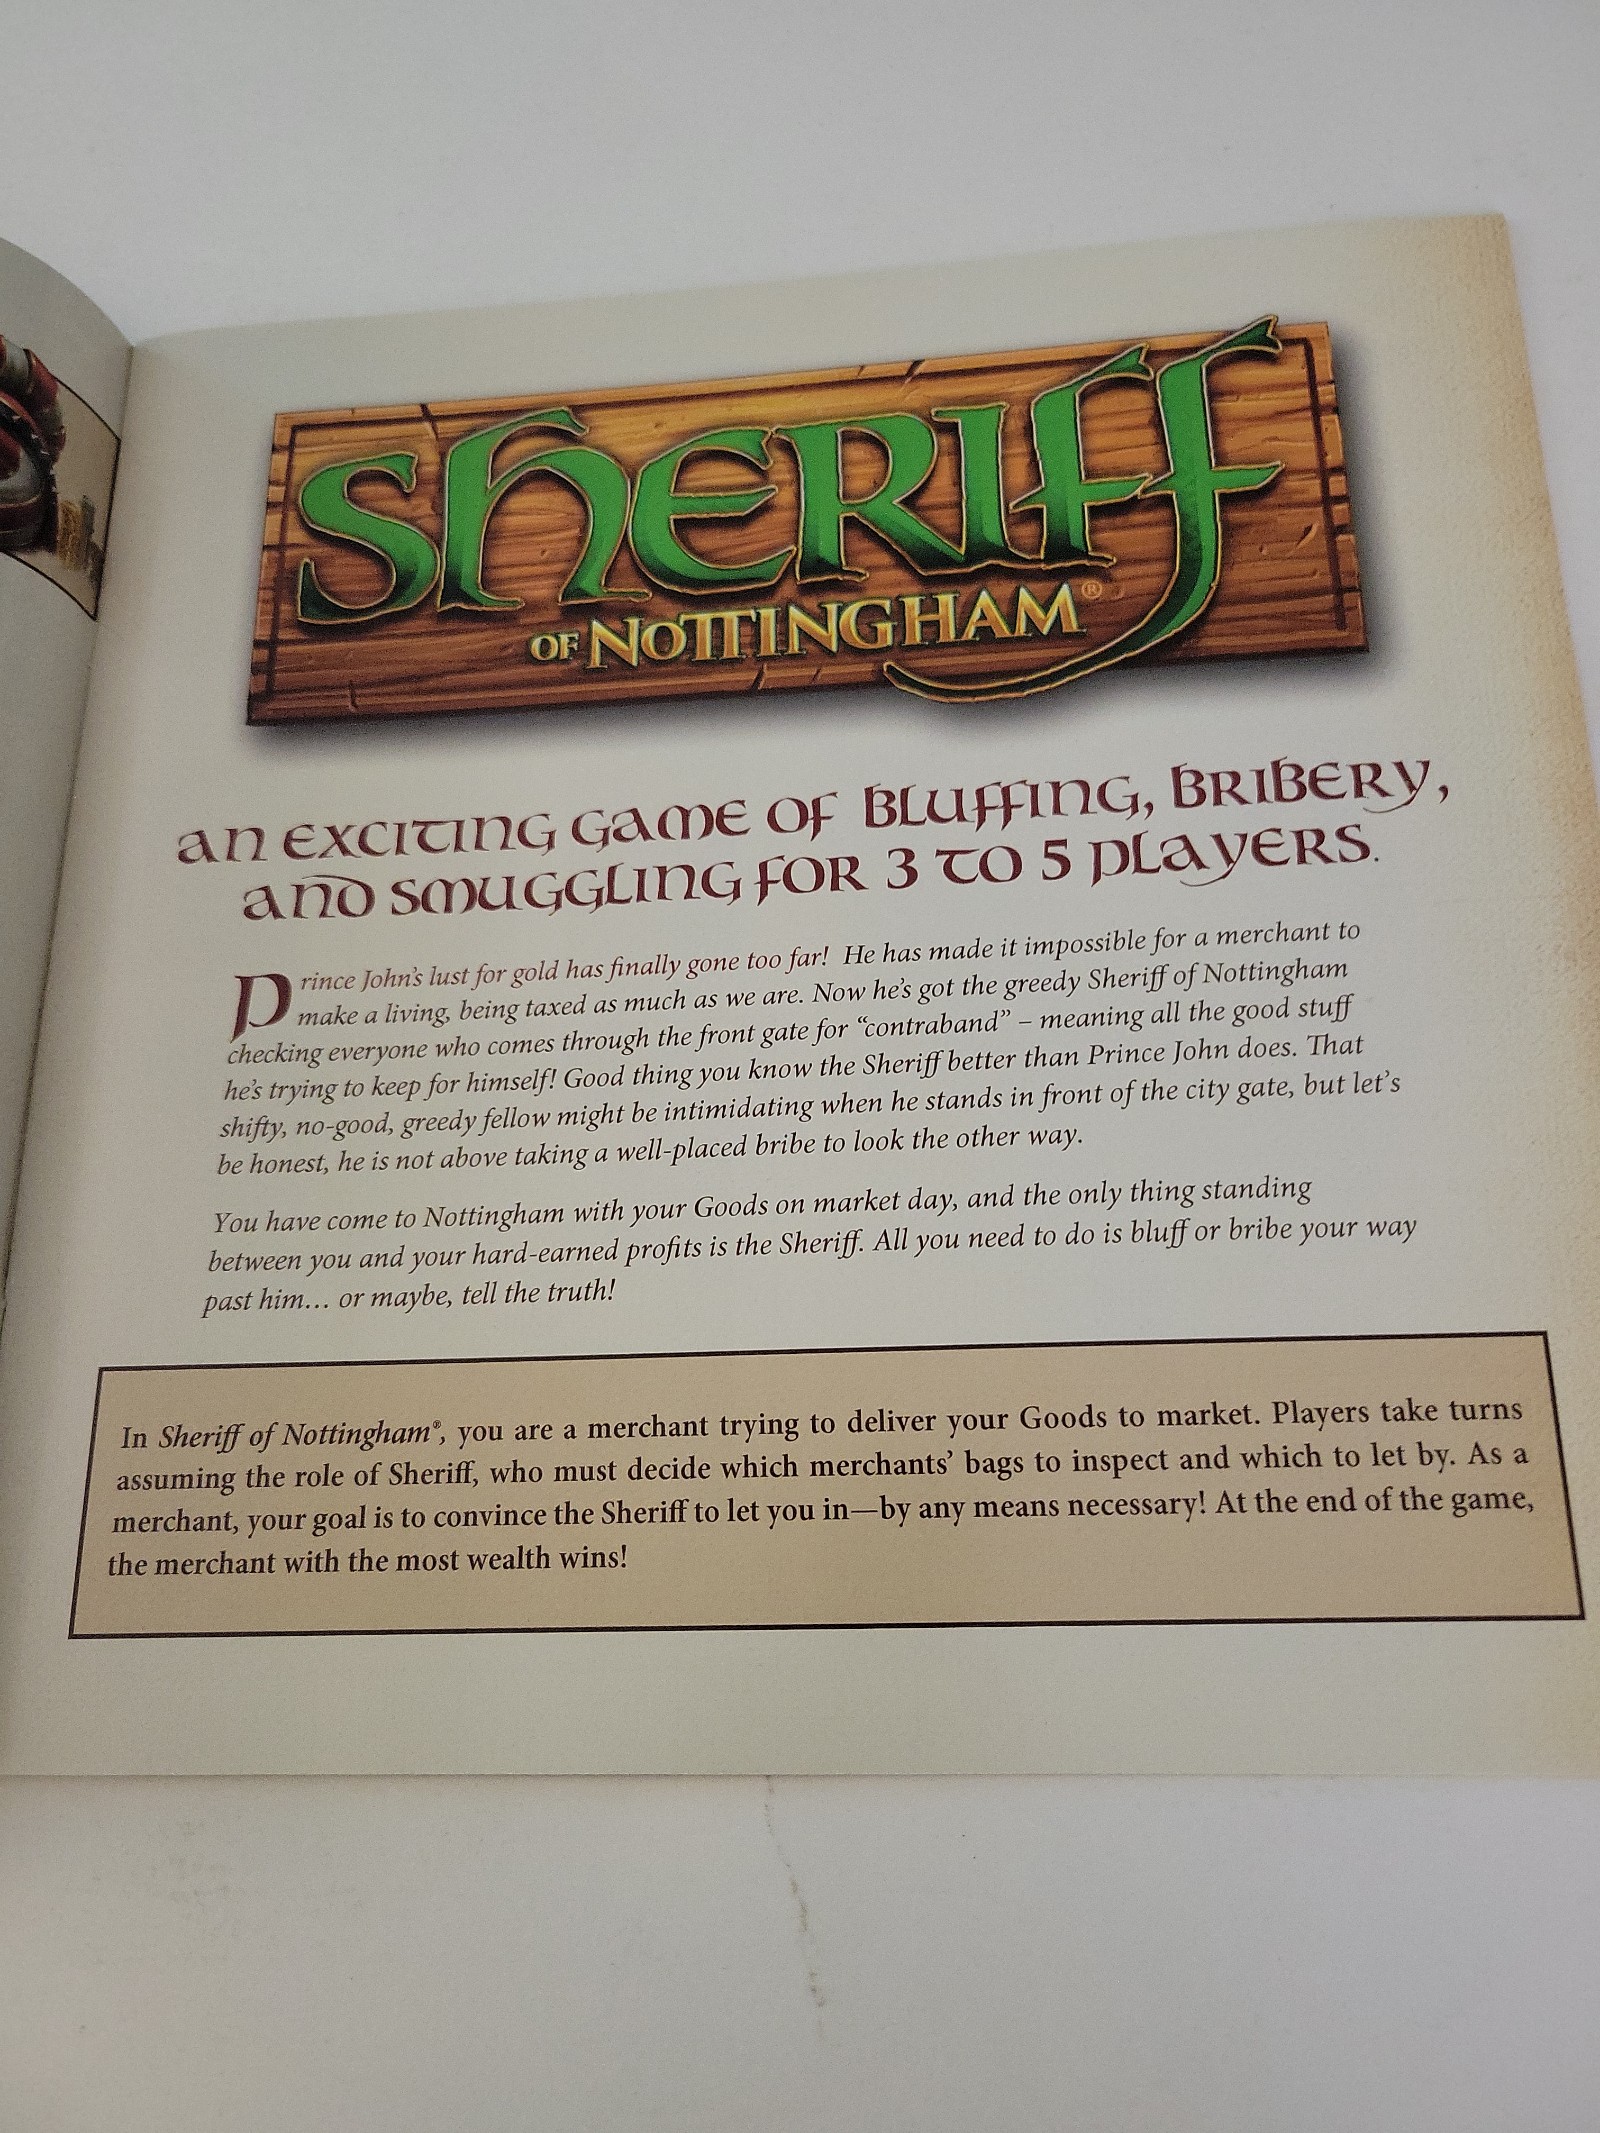 SHERIFF
OF NOTTINGHAM®
AN EXCITING GAME OF BLUFFING, BRIBERY,
AND SMUGGLING FOR 3 TO 5 PLAYERS.
Prince John's lust for gold has finally gone too far! He has made it impossible for a merchant to
make a living, being taxed as much as we are. Now he's got the greedy Sheriff of Nottingham
checking everyone who comes through the front gate for “contraband” – meaning all the good stuff
he's trying to keep for himself! Good thing you know the Sheriff better than Prince John does. That
shifty, no-good, greedy fellow might be intimidating when he stands in front of the city gate, but let's
be honest, he is not above taking a well-placed bribe to look the other way.
You have come to Nottingham with your Goods on market day, and the only thing standing
between you and your hard-earned profits is the Sheriff. All you need to do is bluff or bribe your way
past him… or maybe, tell the truth!
In Sheriff of Nottingham®, you are a merchant trying to deliver your Goods to market. Players take turns
assuming the role of Sheriff, who must decide which merchants' bags to inspect and which to let by. As a
merchant, your goal is to convince the Sheriff to let you in—by any means necessary! At the end of the game,
the merchant with the most wealth wins!